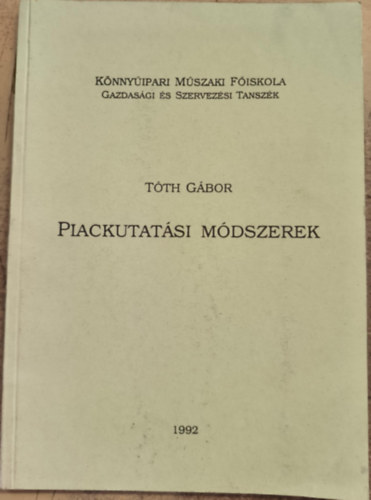 KÖNNYŰIPARI MŰSZAKI FŐISKOLA
GAZDASÁGI ÉS SZERVEZÉSI TANSZÉK
TÓTH GÁBOR
PIACKUTATÁSI MÓDSZEREK
1992